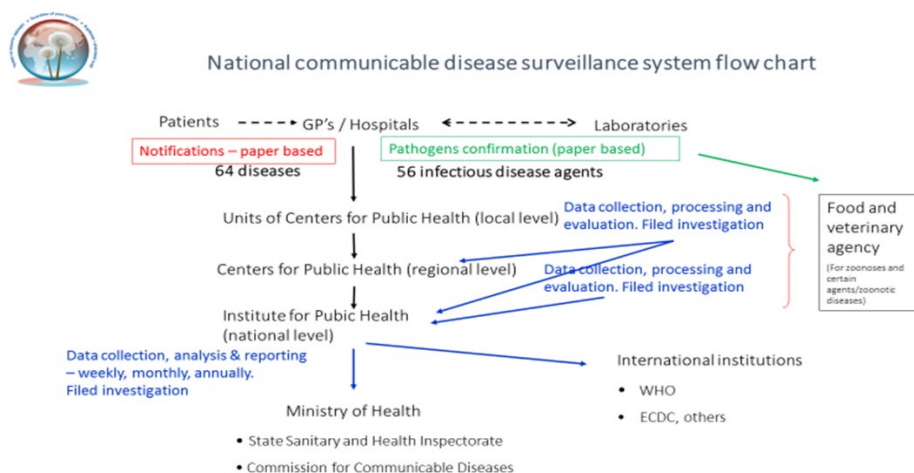 National communicable disease surveillance system flow chart
Patients
GP's / Hospitals
Laboratories
Notifications – paper based
Pathogens confirmation (paper based)
64 diseases
56 infectious disease agents
Units of Centers for Public Health (local level)
Data collection, processing and
evaluation. Filed investigation
Food and
veterinary
agency
(For zoonoses and
certain
agents/zoonotic
diseases)
Centers for Public Health (regional level)
Data collection, processing and
evaluation. Filed investigation
Institute for Pubic Health
(national level)
Data collection, analysis & reporting
– weekly, monthly, annually.
Filed investigation
International institutions
• WHO
• ECDC, others
Ministry of Health
• State Sanitary and Health Inspectorate
• Commission for Communicable Diseases